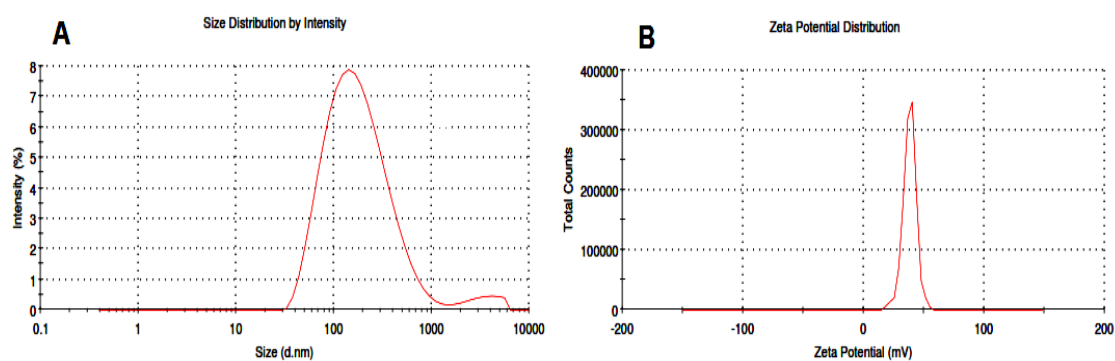 A
Size Distribution by Intensity
Intensity (%)
8
7
6
5
4
3
2
1
0
0.1 1 10 100 1000 10000
Size (d.nm)
B
Zeta Potential Distribution
Total Counts
400000
300000
200000
100000
0
-200 -100 0 100 200
Zeta Potential (mV)